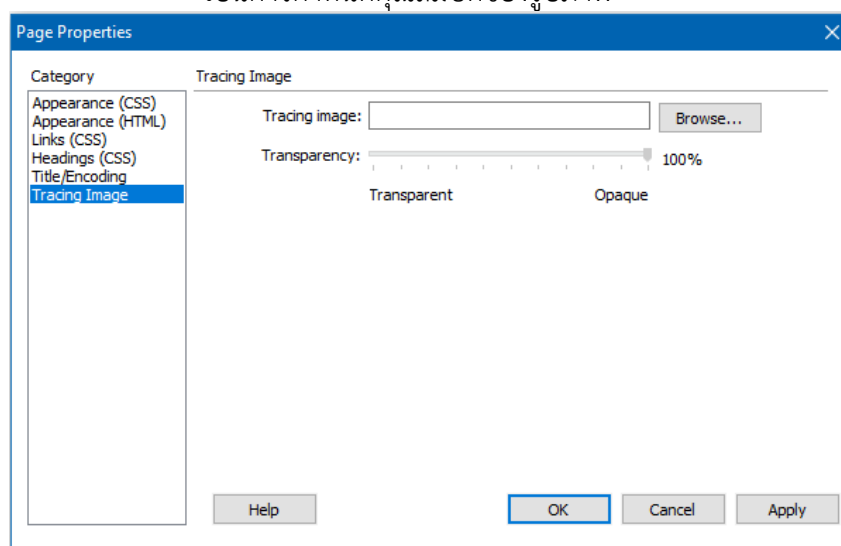 Page Properties
Category
Appearance (CSS)
Appearance (HTML)
Links (CSS)
Headings (CSS)
Title/Encoding
Tracing Image
Tracing Image
Tracing image:
Browse...
Transparency:
100%
Transparent
Opaque
Help
OK
Cancel
Apply